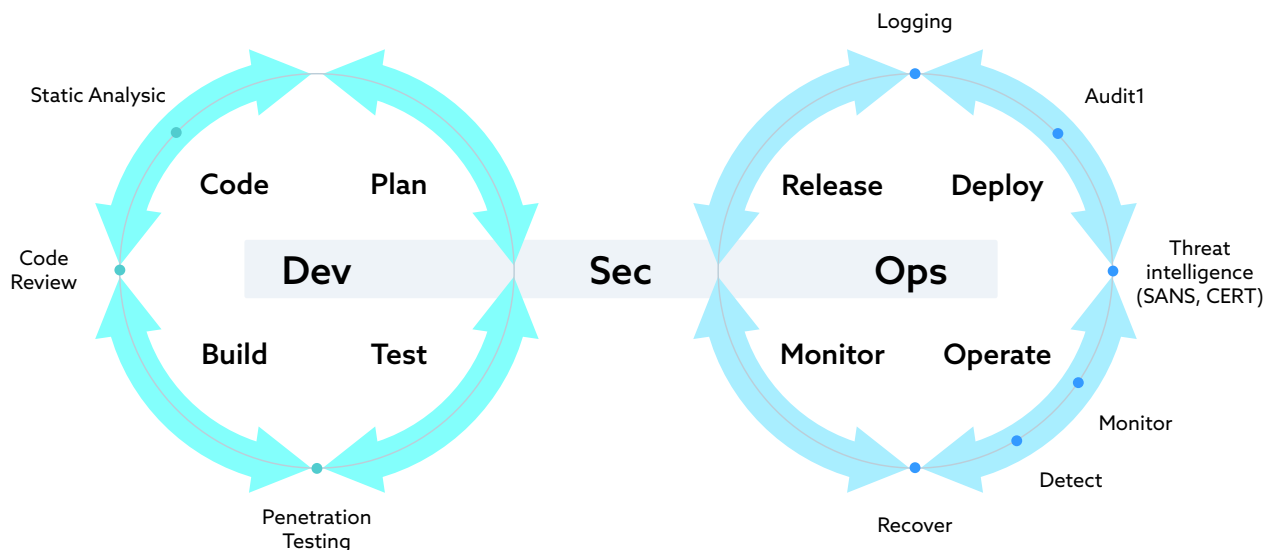 Logging
Static Analysic
Audit1
Code
Plan
Release
Deploy
Code
Review
Dev
Sec
Ops
Threat
intelligence
(SANS, CERT)
Build
Test
Monitor
Operate
Monitor
Detect
Penetration
Testing
Recover